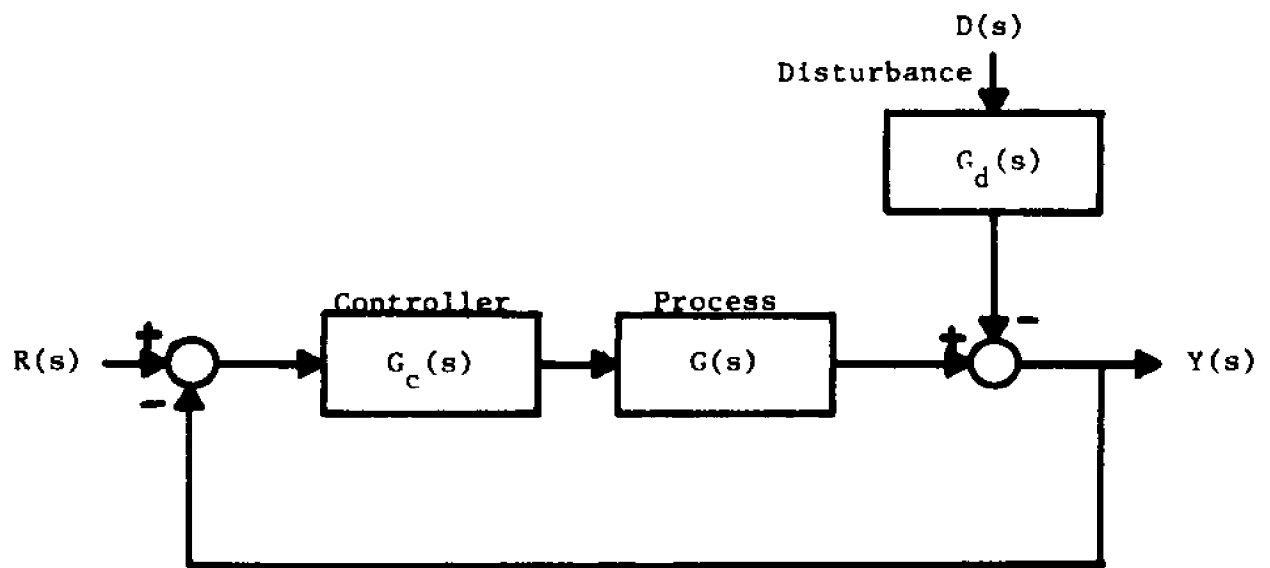 D(s)
Disturbance
G_d(s)
Controller
Process
+
-
R(s)
G_c(s)
G(s)
+
-
Y(s)